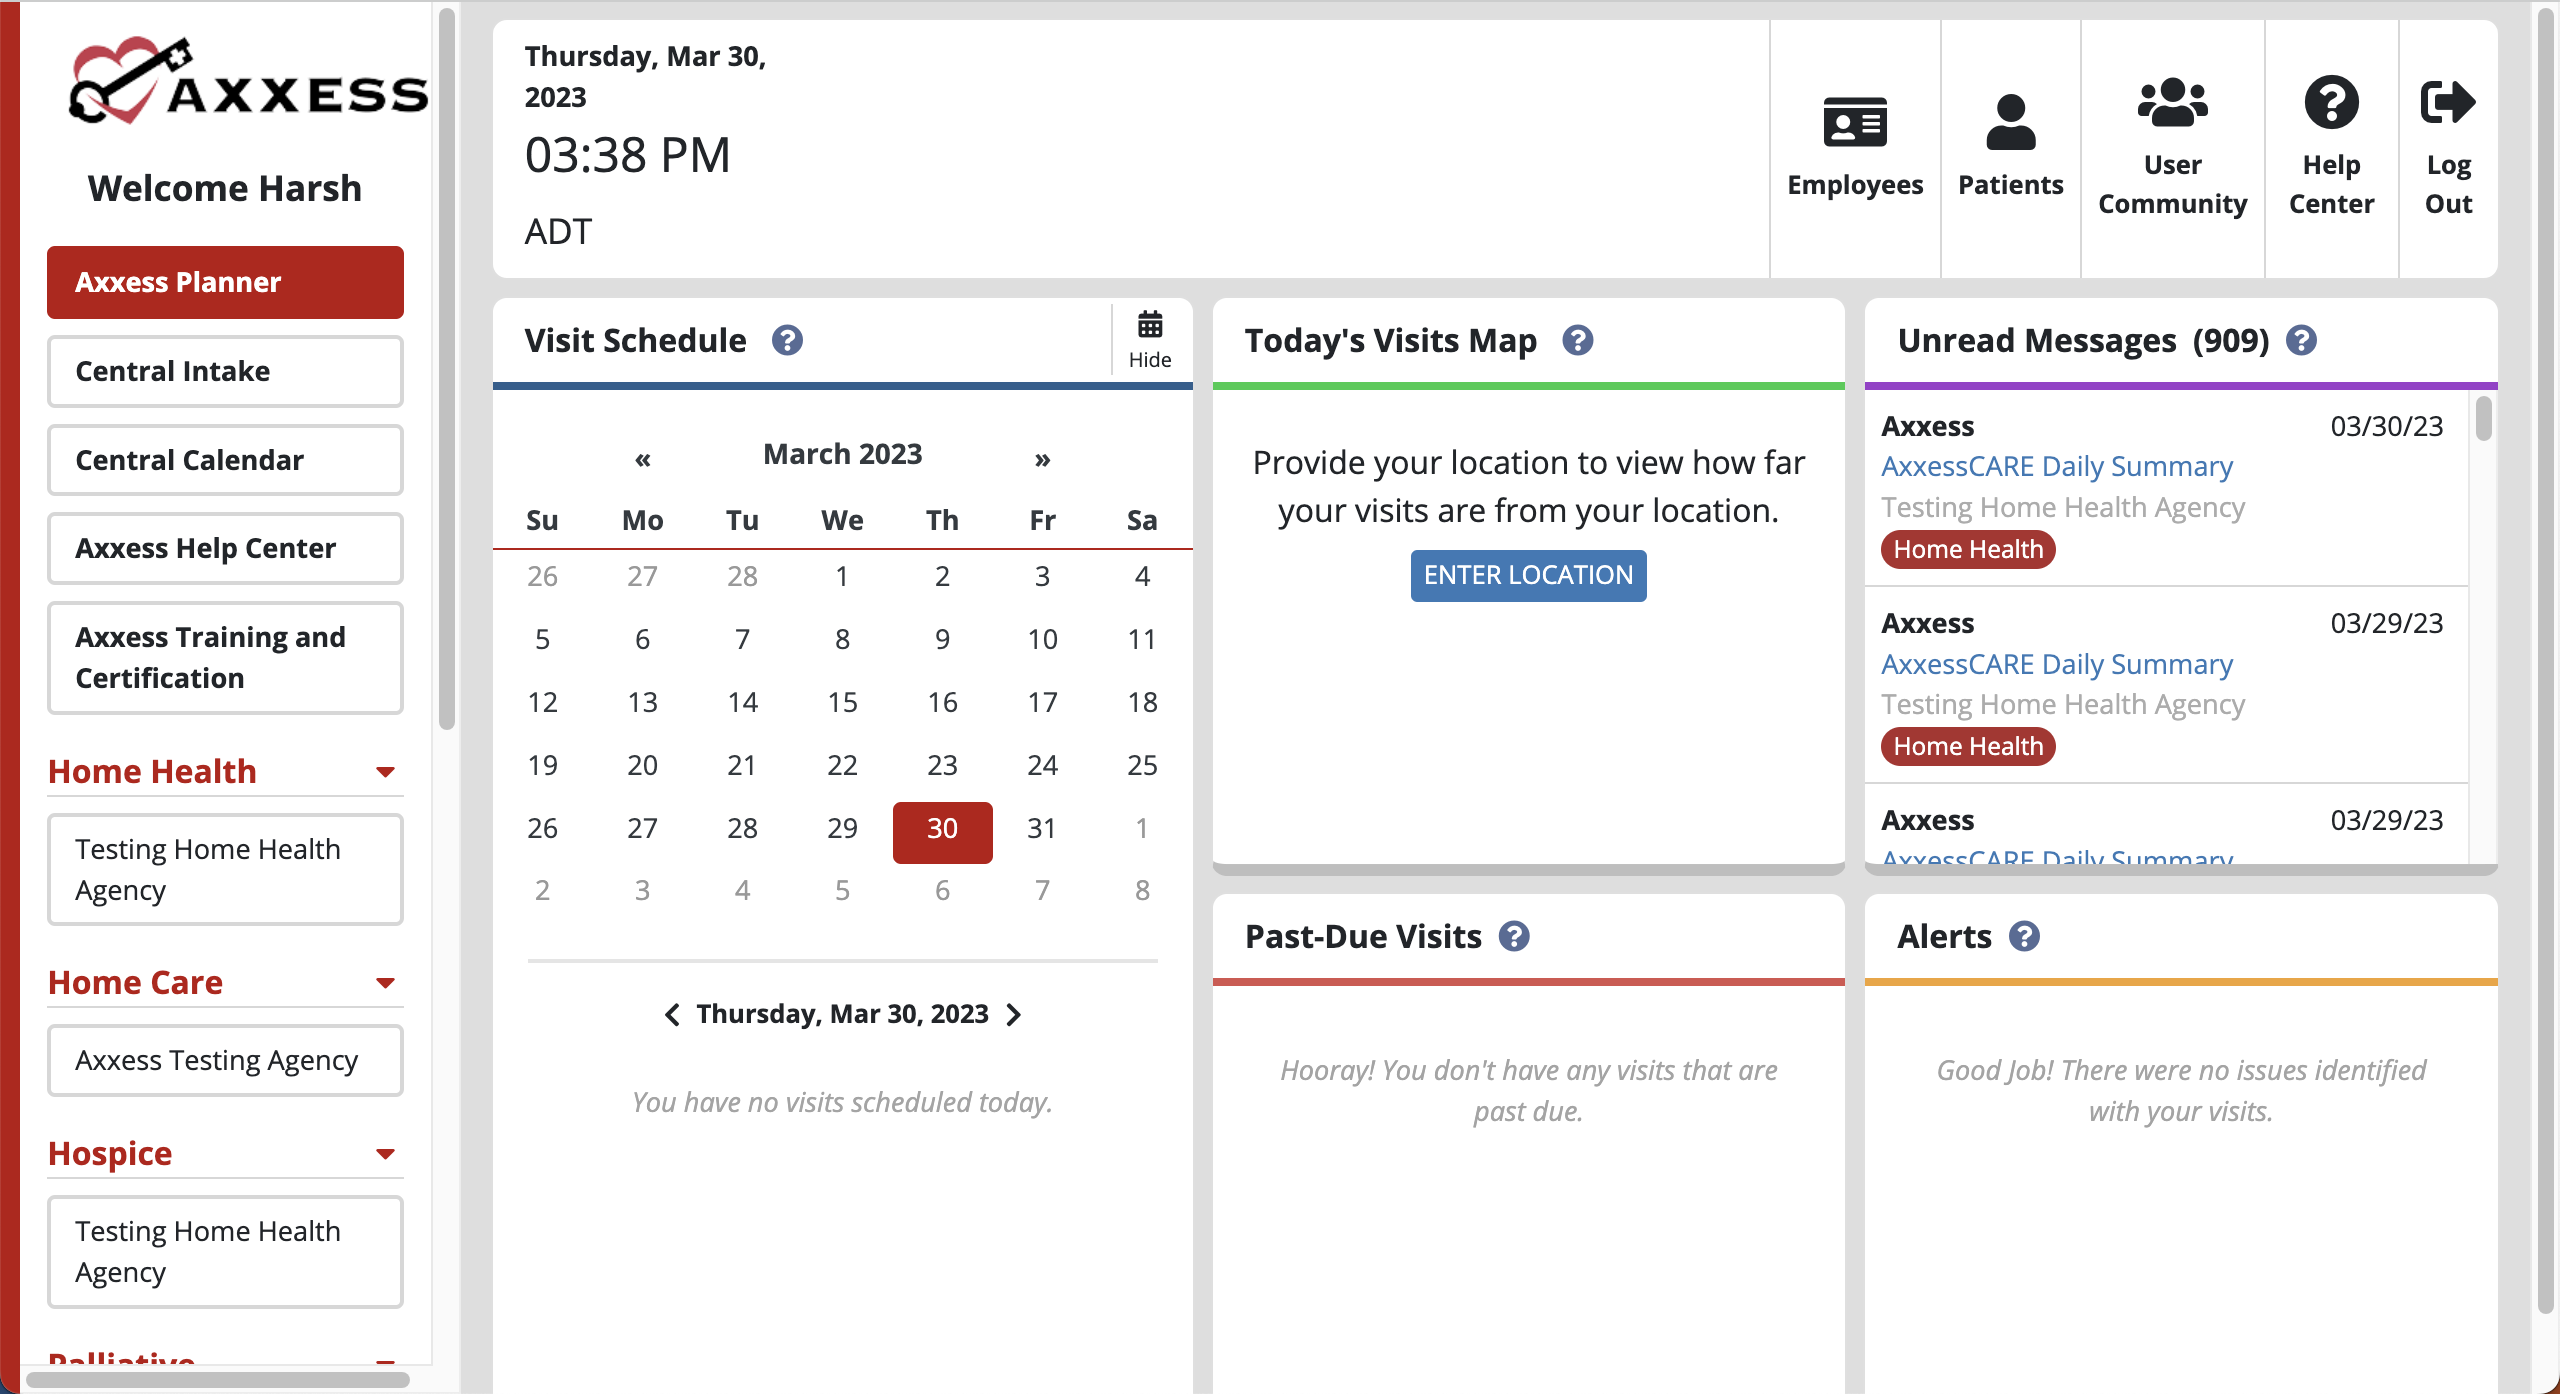 AXXESS
Welcome Harsh
Axxess Planner
Central Intake
Central Calendar
Axxess Help Center
Axxess Training and
Certification
Home Health
Testing Home Health
Agency
Home Care
Axxess Testing Agency
Hospice
Testing Home Health
Agency
Palliative
Thursday, Mar 30,
2023
03:38 PM
ADT
Employees
Patients
User
Community
Help
Center
Log
Out
Visit Schedule
Hide
« March 2023 »
Su Mo Tu We Th Fr Sa
26 27 28 1 2 3 4
5 6 7 8 9 10 11
12 13 14 15 16 17 18
19 20 21 22 23 24 25
26 27 28 29 30 31 1
2 3 4 5 6 7 8
Thursday, Mar 30, 2023
You have no visits scheduled today.
Today's Visits Map
Provide your location to view how far
your visits are from your location.
ENTER LOCATION
Unread Messages (909)
Axxess 03/30/23
AxxessCARE Daily Summary
Testing Home Health Agency
Home Health
Axxess 03/29/23
AxxessCARE Daily Summary
Testing Home Health Agency
Home Health
Axxess 03/29/23
AxxessCARE Daily Summary
Past-Due Visits
Hooray! You don't have any visits that are
past due.
Alerts
Good Job! There were no issues identified
with your visits.